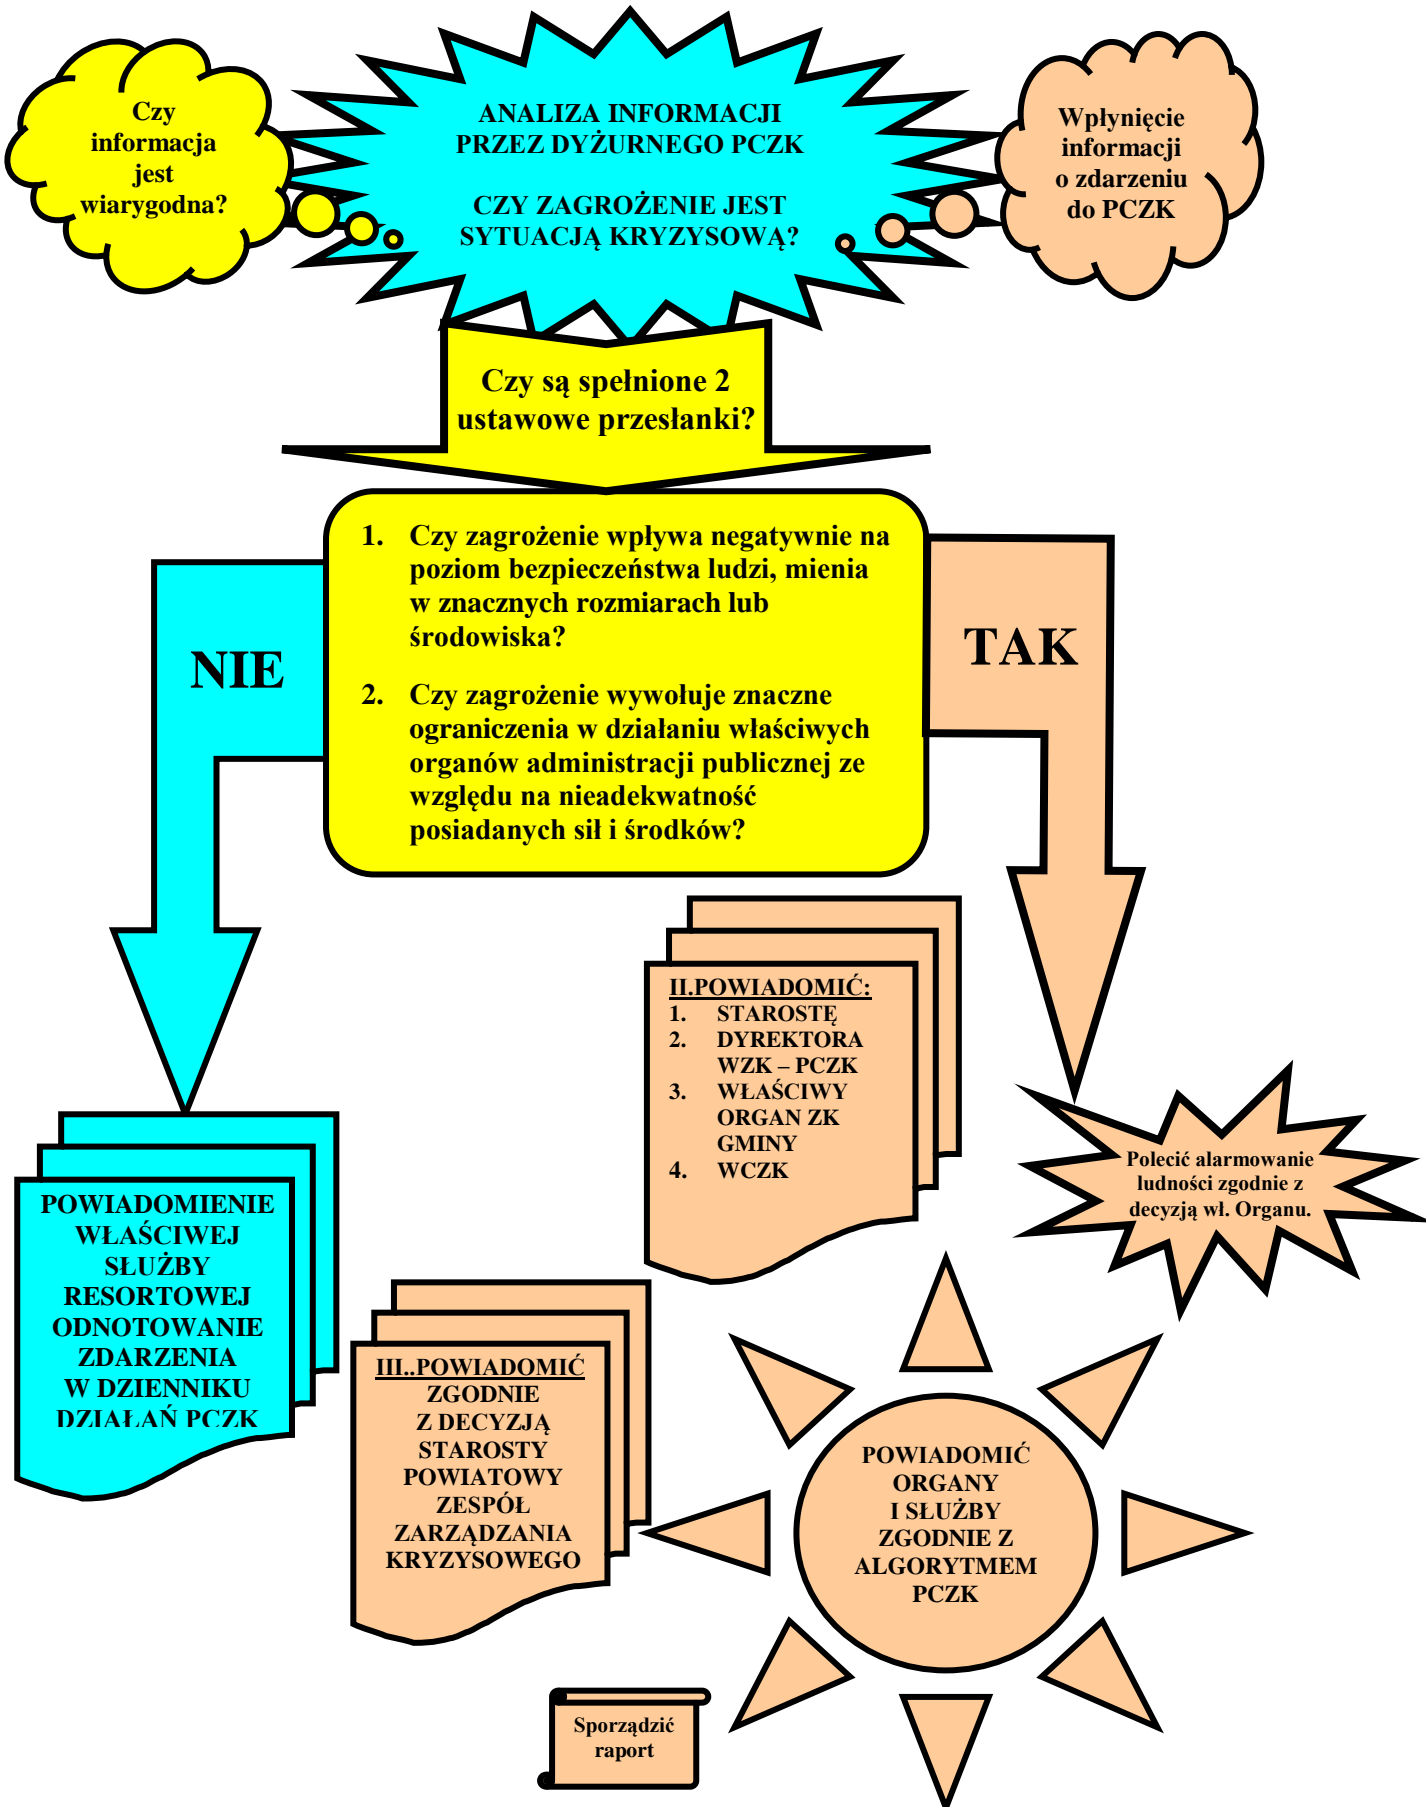 Czy
informacja
jest
wiarygodna?
ANALIZA INFORMACJI
PRZEZ DYŻURNEGO PCZK
CZY ZAGROŻENIE JEST
SYTUACJĄ KRYZYSOWĄ?
Wpłynięcie
informacji
o zdarzeniu
do PCZK
Czy są spełnione 2
ustawowe przesłanki?
1. Czy zagrożenie wpływa negatywnie na
poziom bezpieczeństwa ludzi, mienia
w znacznych rozmiarach lub
środowiska?
2. Czy zagrożenie wywołuje znaczne
ograniczenia w działaniu właściwych
organów administracji publicznej ze
względu na nieadekwatność
posiadanych sił i środków?
NIE
TAK
II.POWIADOMIĆ:
1. STAROSTĘ
2. DYREKTORA
WZK – PCZK
3. WŁAŚCIWY
ORGAN ZK
GMINY
4. WCZK
Polecić alarmowanie
ludności zgodnie z
decyzją wł. Organu.
POWIADOMIENIE
WŁAŚCIWEJ
SŁUŻBY
RESORTOWEJ
ODNOTOWANIE
ZDARZENIA
W DZIENNIKU
DZIAŁAŃ PCZK
III..POWIADOMIĆ
ZGODNIE
Z DECYZJĄ
STAROSTY
POWIATOWY
ZESPÓŁ
ZARZĄDZANIA
KRYZYSOWEGO
POWIADOMIĆ
ORGANY
I SŁUŻBY
ZGODNIE Z
ALGORYTMEM
PCZK
Sporządzić
raport